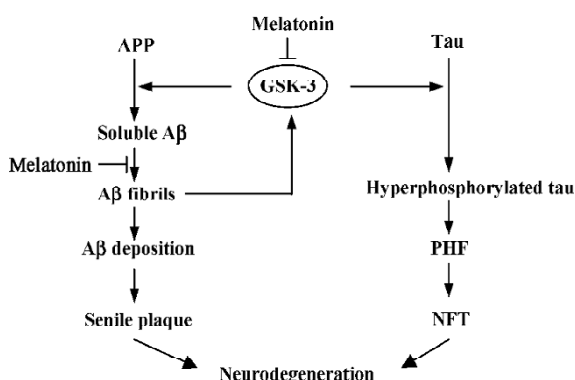 Melatonin
APP
Tau
GSK-3
Soluble Aβ
Melatonin
Aβ fibrils
Hyperphosphorylated tau
Aβ deposition
PHF
Senile plaque
NFT
Neurodegeneration